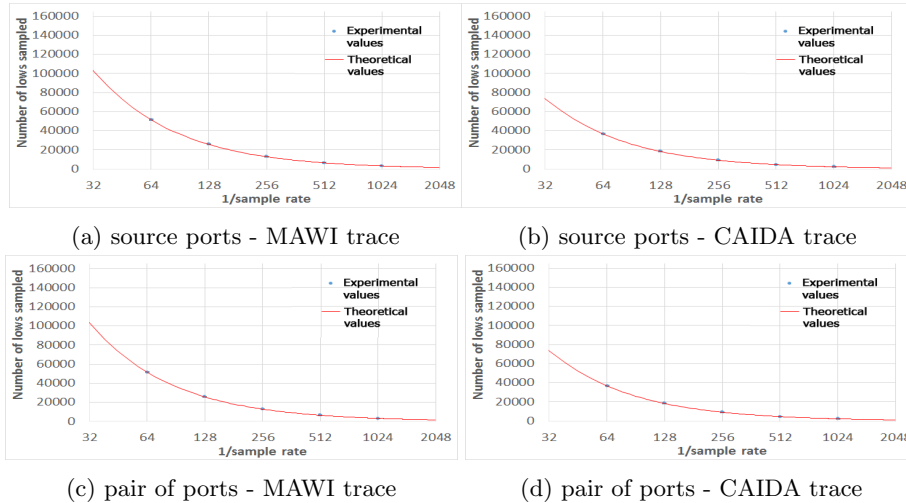 160000 160000
140000 Experimental 140000 Experimental
120000 values 120000 values
100000 Theoretical 100000 Theoretical
80000 values 80000 values
60000 60000
40000 40000
20000 20000
0 0
Number of lows sampled Number of lows sampled
32 64 128 256 512 1024 2048 32 64 128 256 512 1024 2048
1/sample rate 1/sample rate
(a) source ports - MAWI trace (b) source ports - CAIDA trace
160000 160000
140000 Experimental 140000 Experimental
120000 values 120000 values
100000 Theoretical 100000 Theoretical
80000 values 80000 values
60000 60000
40000 40000
20000 20000
0 0
Number of lows sampled Number of lows sampled
32 64 128 256 512 1024 2048 32 64 128 256 512 1024 2048
1/sample rate 1/sample rate
(c) pair of ports - MAWI trace (d) pair of ports - CAIDA trace